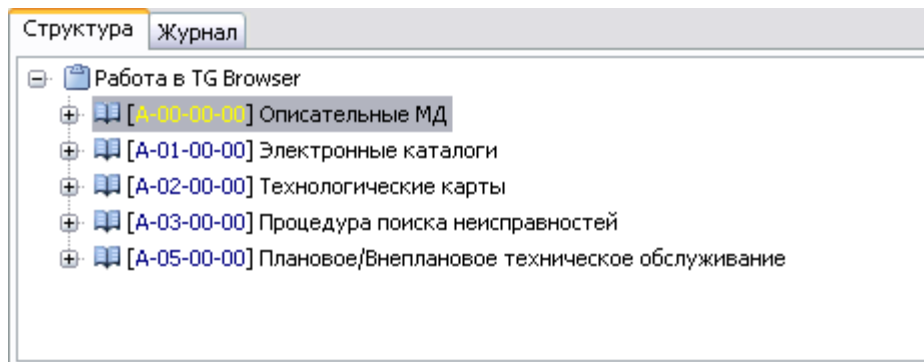 Структура Журнал
Работа в TG Browser
[A-00-00-00] Описательные МД
[A-01-00-00] Электронные каталоги
[A-02-00-00] Технологические карты
[A-03-00-00] Процедура поиска неисправностей
[A-05-00-00] Плановое/Внеплановое техническое обслуживание